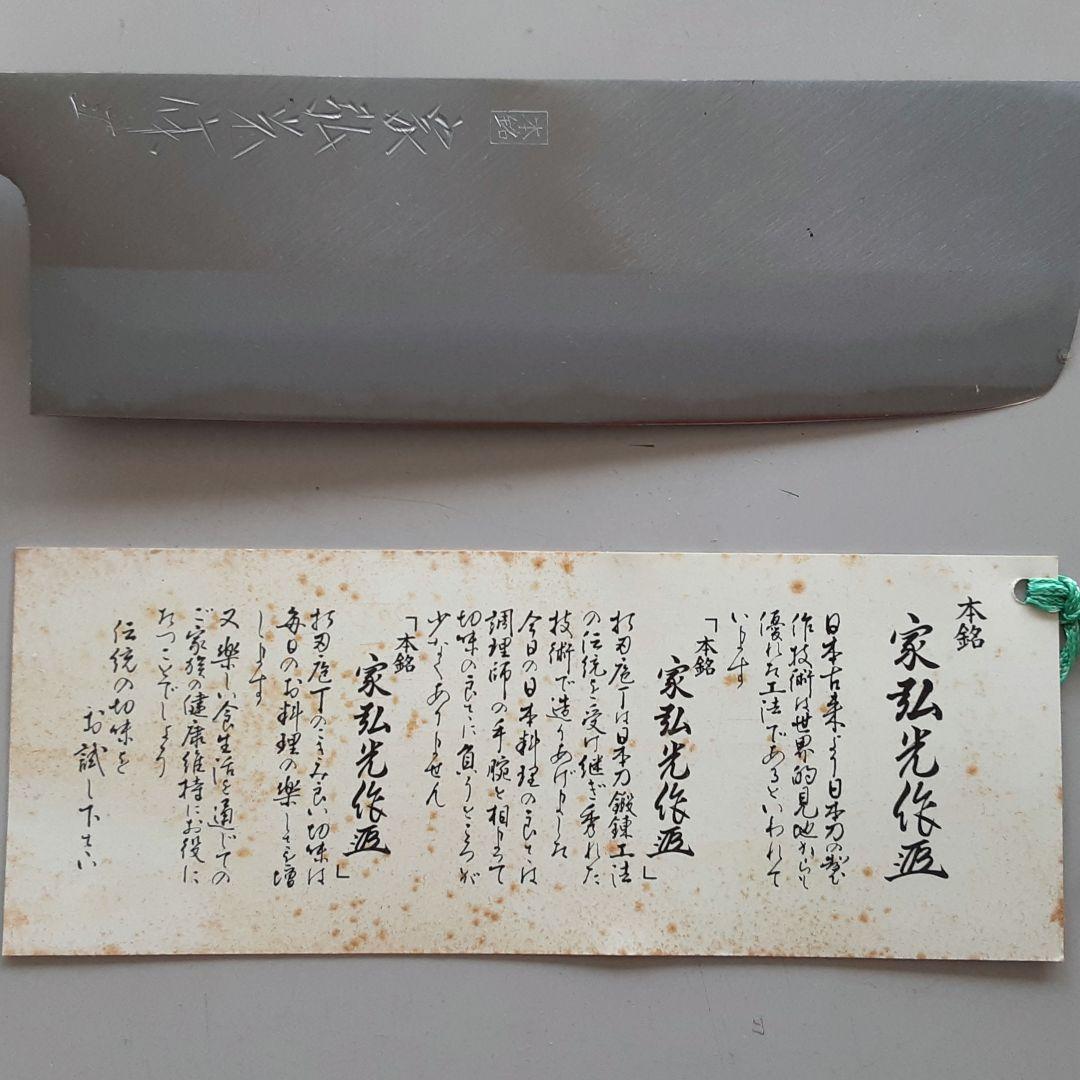 本銘
家弘光作
本銘
家弘光作
日本古来より日本刀の製
作技術は世界的見地からも
優れた工法であるといわれて
います
「本銘
家弘光作 」
打刃庖丁は日本刀鍛錬工法
の伝統を受け継ぎ秀れた
技術で造りあげました
今日の日本料理の良さは
調理師の手腕と相まって
切味の良さに負うところが
少なくありません
「本銘
家弘光作 」
打刃庖丁のこきみ良い切味は
毎日のお料理の楽しさを増
します
又楽しい食生活を通じての
ご家族の健康維持にお役に
たつことでしょう
伝統の切味を
お試し下さい